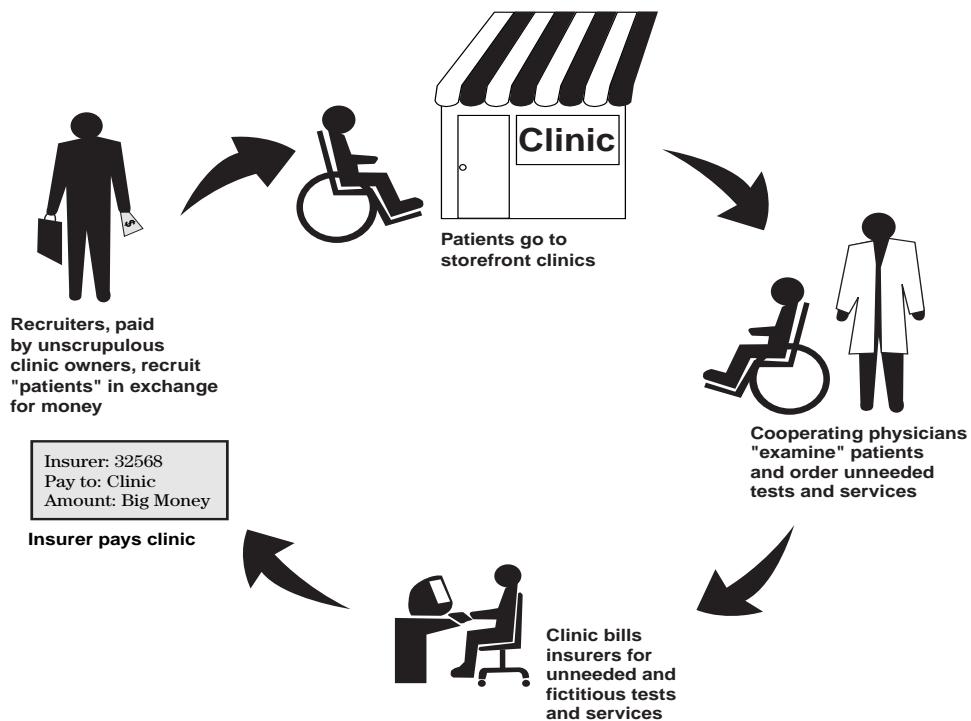 Clinic
Patients go to
storefront clinics
$
Recruiters, paid
by unscrupulous
clinic owners, recruit
"patients" in exchange
for money
Cooperating physicians
"examine" patients
and order unneeded
tests and services
Insurer: 32568
Pay to: Clinic
Amount: Big Money
Insurer pays clinic
Clinic bills
insurers for
unneeded and
fictitious tests
and services